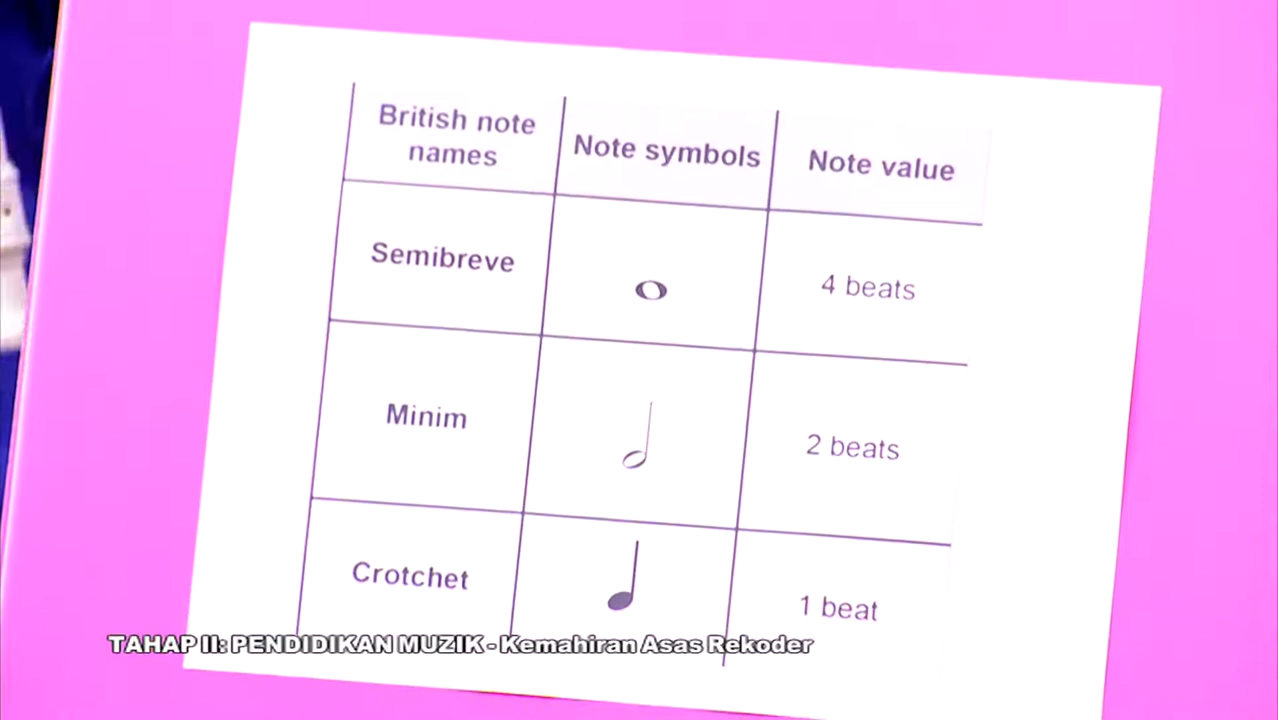 British note
names
Note symbols
Note value
Semibreve
4 beats
Minim
2 beats
Crotchet
1 beat
TAHAP II: PENDIDIKAN MUZIK - Kemahiran Asas Rekoder